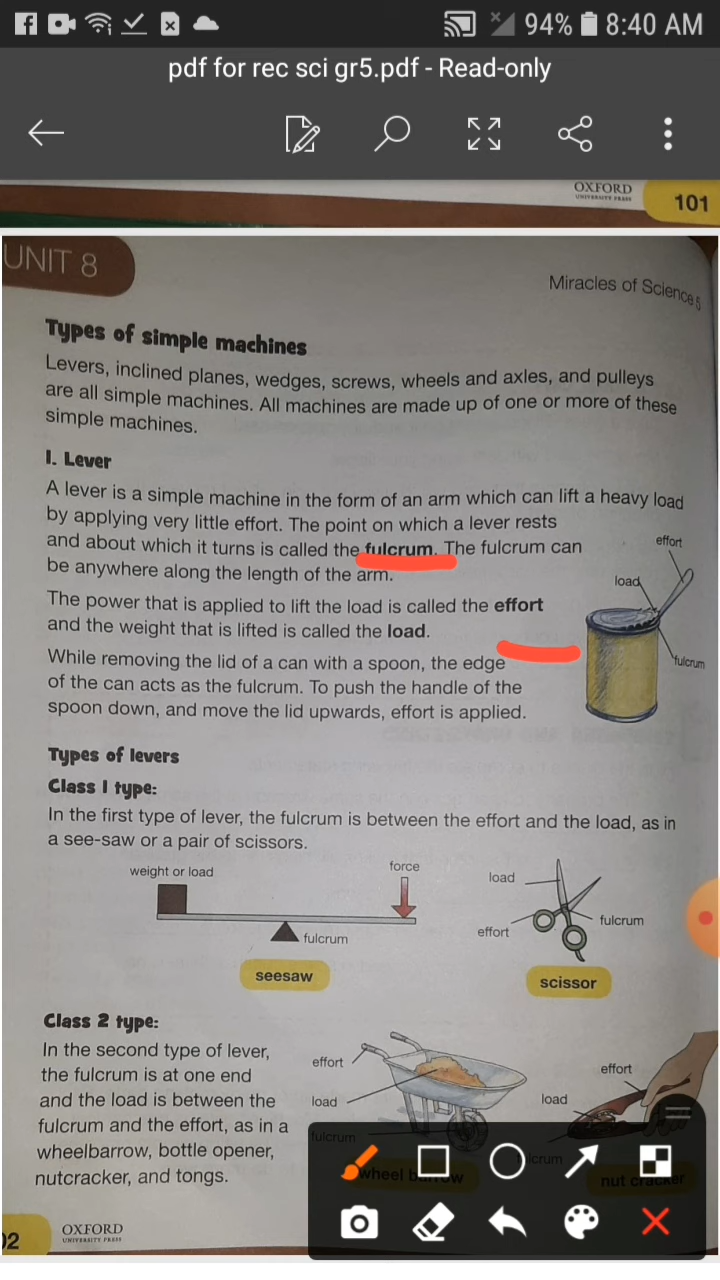 94% 8:40 AM
pdf for rec sci gr5.pdf - Read-only
OXFORD
UNIVERSITY PRESS
101
UNIT 8
Miracles of Science 5
Types of simple machines
Levers, inclined planes, wedges, screws, wheels and axles, and pulleys
are all simple machines. All machines are made up of one or more of these
simple machines.
I. Lever
A lever is a simple machine in the form of an arm which can lift a heavy load
by applying very little effort. The point on which a lever rests
and about which it turns is called the fulcrum. The fulcrum can
be anywhere along the length of the arm.
effort
load
fulcrum
The power that is applied to lift the load is called the effort
and the weight that is lifted is called the load.
While removing the lid of a can with a spoon, the edge
of the can acts as the fulcrum. To push the handle of the
spoon down, and move the lid upwards, effort is applied.
Types of levers
Class I type:
In the first type of lever, the fulcrum is between the effort and the load, as in
a see-saw or a pair of scissors.
weight or load
force
fulcrum
seesaw
load
effort
fulcrum
scissor
Class 2 type:
In the second type of lever,
the fulcrum is at one end
and the load is between the
fulcrum and the effort, as in a
wheelbarrow, bottle opener,
nutcracker, and tongs.
effort
load
fulcrum
wheel barrow
effort
load
fulcrum
nut cracker
02
OXFORD
UNIVERSITY PRESS